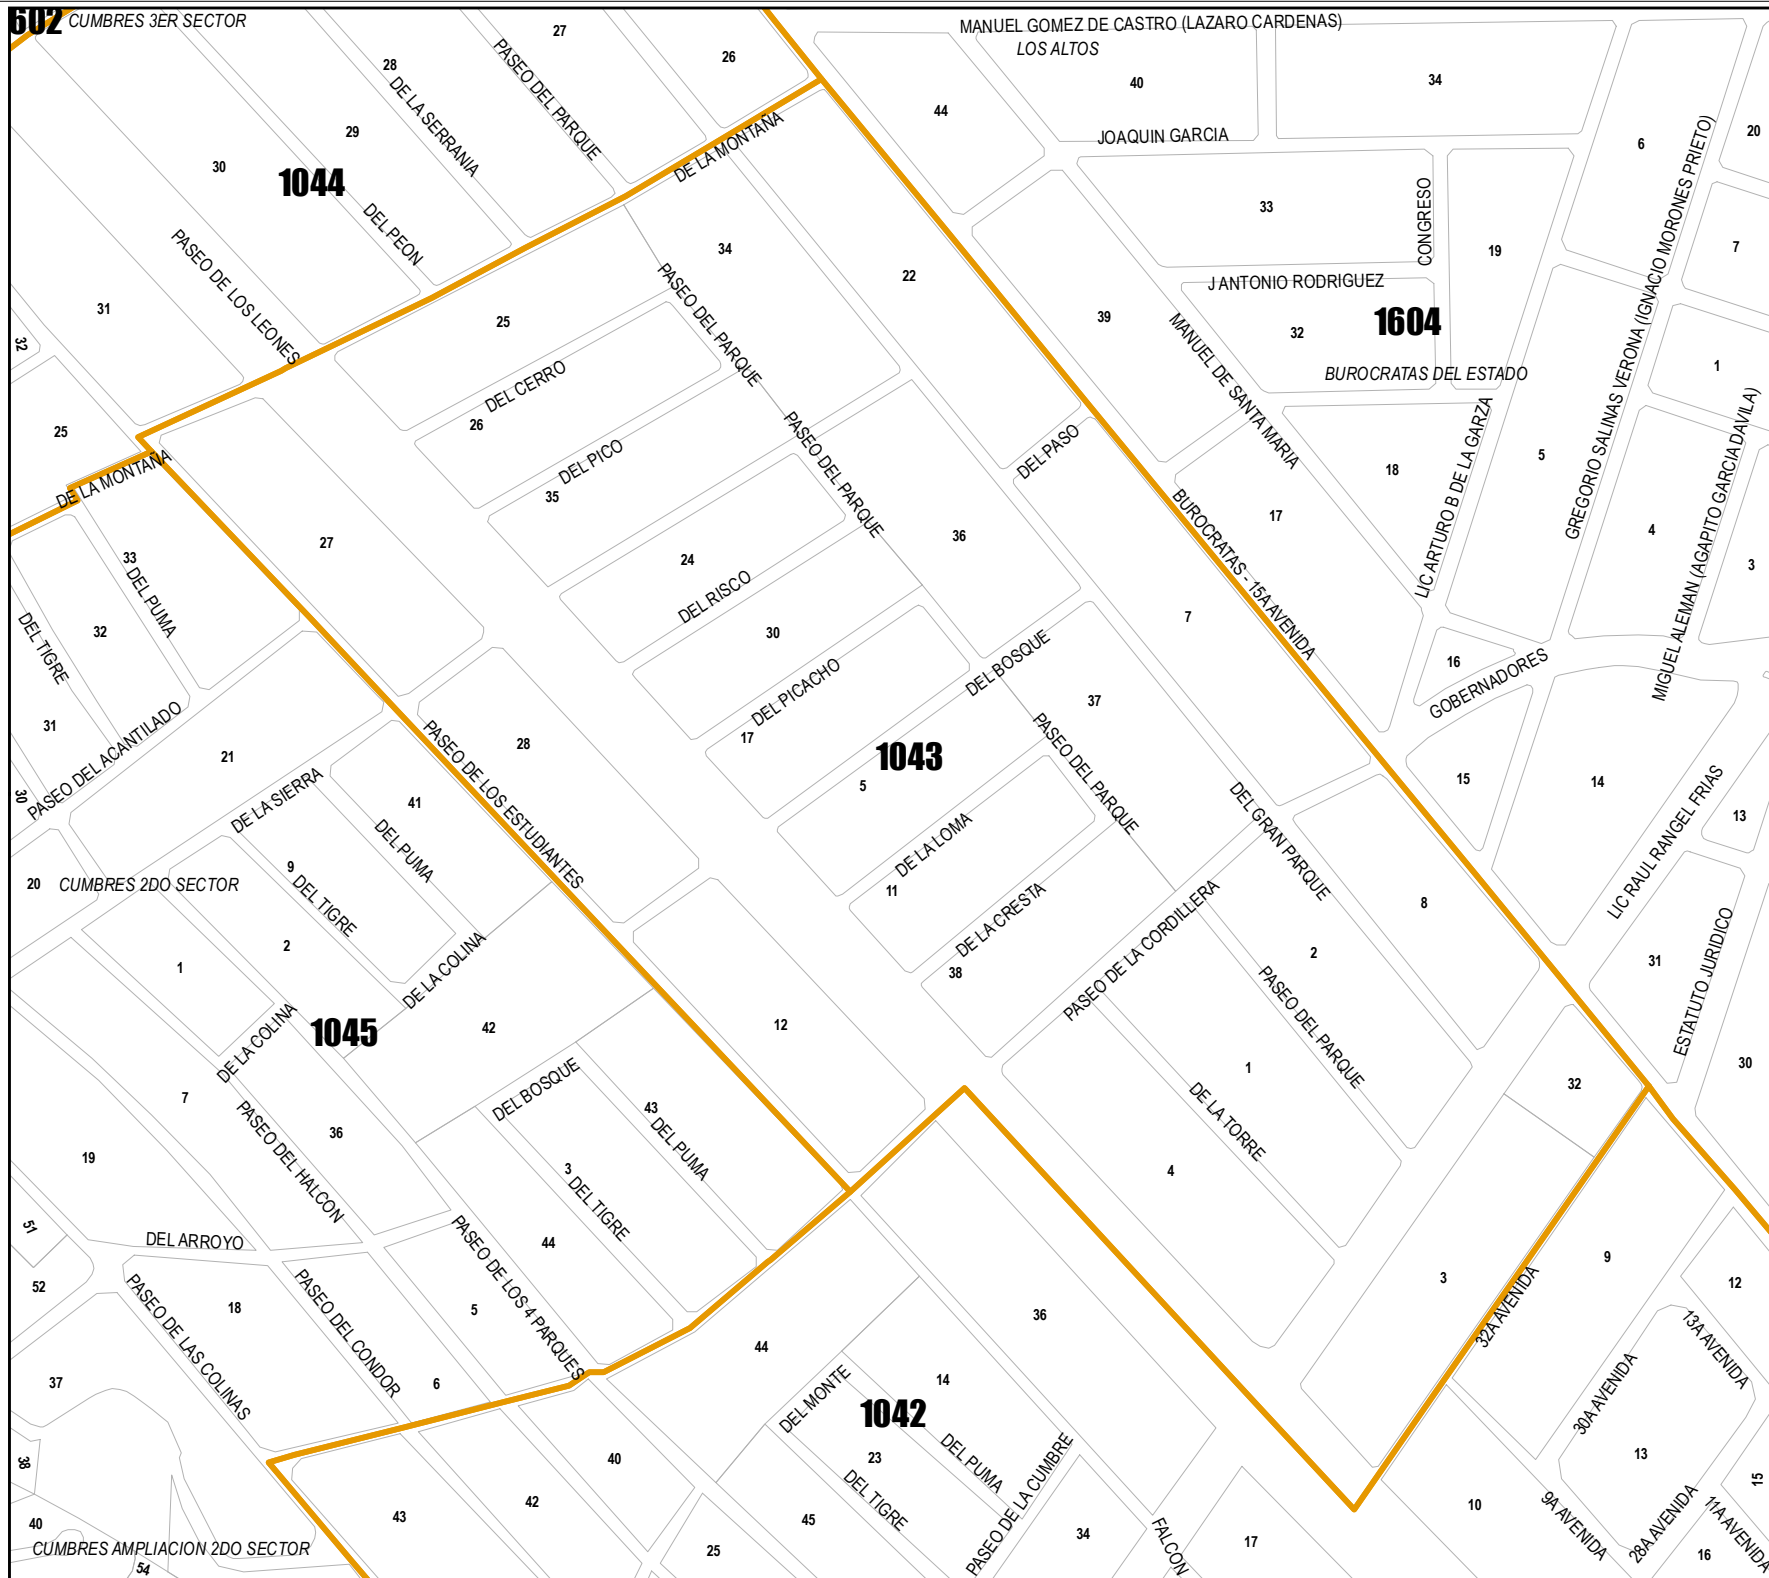 602
CUMBRES 3ER SECTOR
MANUEL GOMEZ DE CASTRO (LAZARO CARDENAS)
LOS ALTOS
27
26
28
40
34
44
PASEO DEL PARQUE
DE LA SERRANIA
29
30
1044
DE LA MONTAÑA
JOAQUIN GARCIA
6
20
DEL PEON
33
CONGRESO
19
7
PASEO DE LOS LEONES
34
22
J ANTONIO RODRIGUEZ
GREGORIO SALINAS VERONA (IGNACIO MORONES PRIETO)
31
25
PASEO DEL PARQUE
39
MANUEL DE SANTA MARIA
32
1604
32
BUROCRATAS DEL ESTADO
1
DEL CERRO
26
25
PASEO DEL PARQUE
DEL PASO
LIC ARTURO B DE LA GARZA
5
MIGUEL ALEMAN (AGAPITO GARCIA DAVILA)
DE LA MONTAÑA
DEL PICO
35
18
17
4
3
27
36
BUROCRATAS - 15A AVENIDA
33
DEL PUMA
24
DEL RISCO
32
DEL TIGRE
30
7
DEL BOSQUE
16
GOBERNADORES
31
PASEO DEL ACANTILADO
DEL PICACHO
17
37
21
PASEO DE LOS ESTUDIANTES
28
1043
PASEO DEL PARQUE
30
DE LA SIERRA
41
5
DEL GRAN PARQUE
15
14
LIC RAUL RANGEL FRIAS
13
DEL PUMA
9
DE LA LOMA
20
CUMBRES 2DO SECTOR
DEL TIGRE
11
DE LA CRESTA
8
2
1
DE LA COLINA
38
PASEO DE LA CORDILLERA
2
31
ESTATUTO JURIDICO
PASEO DEL PARQUE
DE LA COLINA
1045
42
12
30
7
DEL BOSQUE
1
32
PASEO DEL HALCON
36
43
DEL PUMA
DE LA TORRE
19
3
DEL TIGRE
4
51
DEL ARROYO
44
PASEO DE LOS 4 PARQUES
9
52
PASEO DE LAS COLINAS
18
PASEO DEL CONDOR
5
36
3
32A AVENIDA
12
13A AVENIDA
37
6
44
DEL MONTE
14
1042
30A AVENIDA
38
40
23
DEL PUMA
DEL TIGRE
PASEO DE LA CUMBRE
13
15
43
42
45
10
9A AVENIDA
28A AVENIDA
11A AVENIDA
40
CUMBRES AMPLIACION 2DO SECTOR
54
25
34
FALCON
17
16